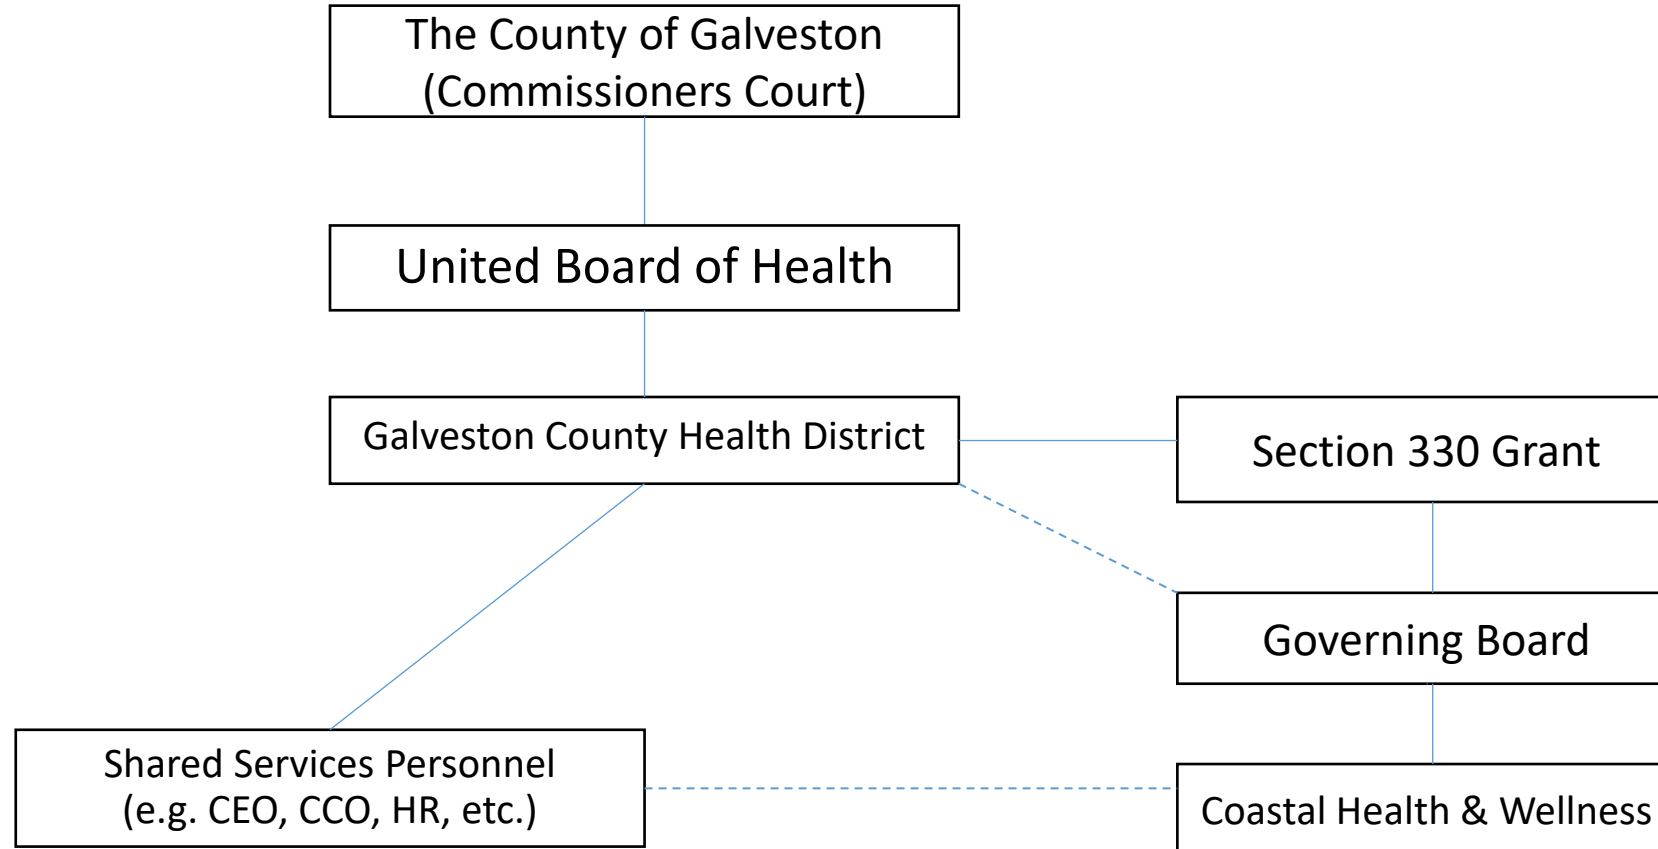 The County of Galveston
(Commissioners Court)
United Board of Health
Galveston County Health District
Section 330 Grant
Governing Board
Shared Services Personnel
(e.g. CEO, CCO, HR, etc.)
Coastal Health & Wellness